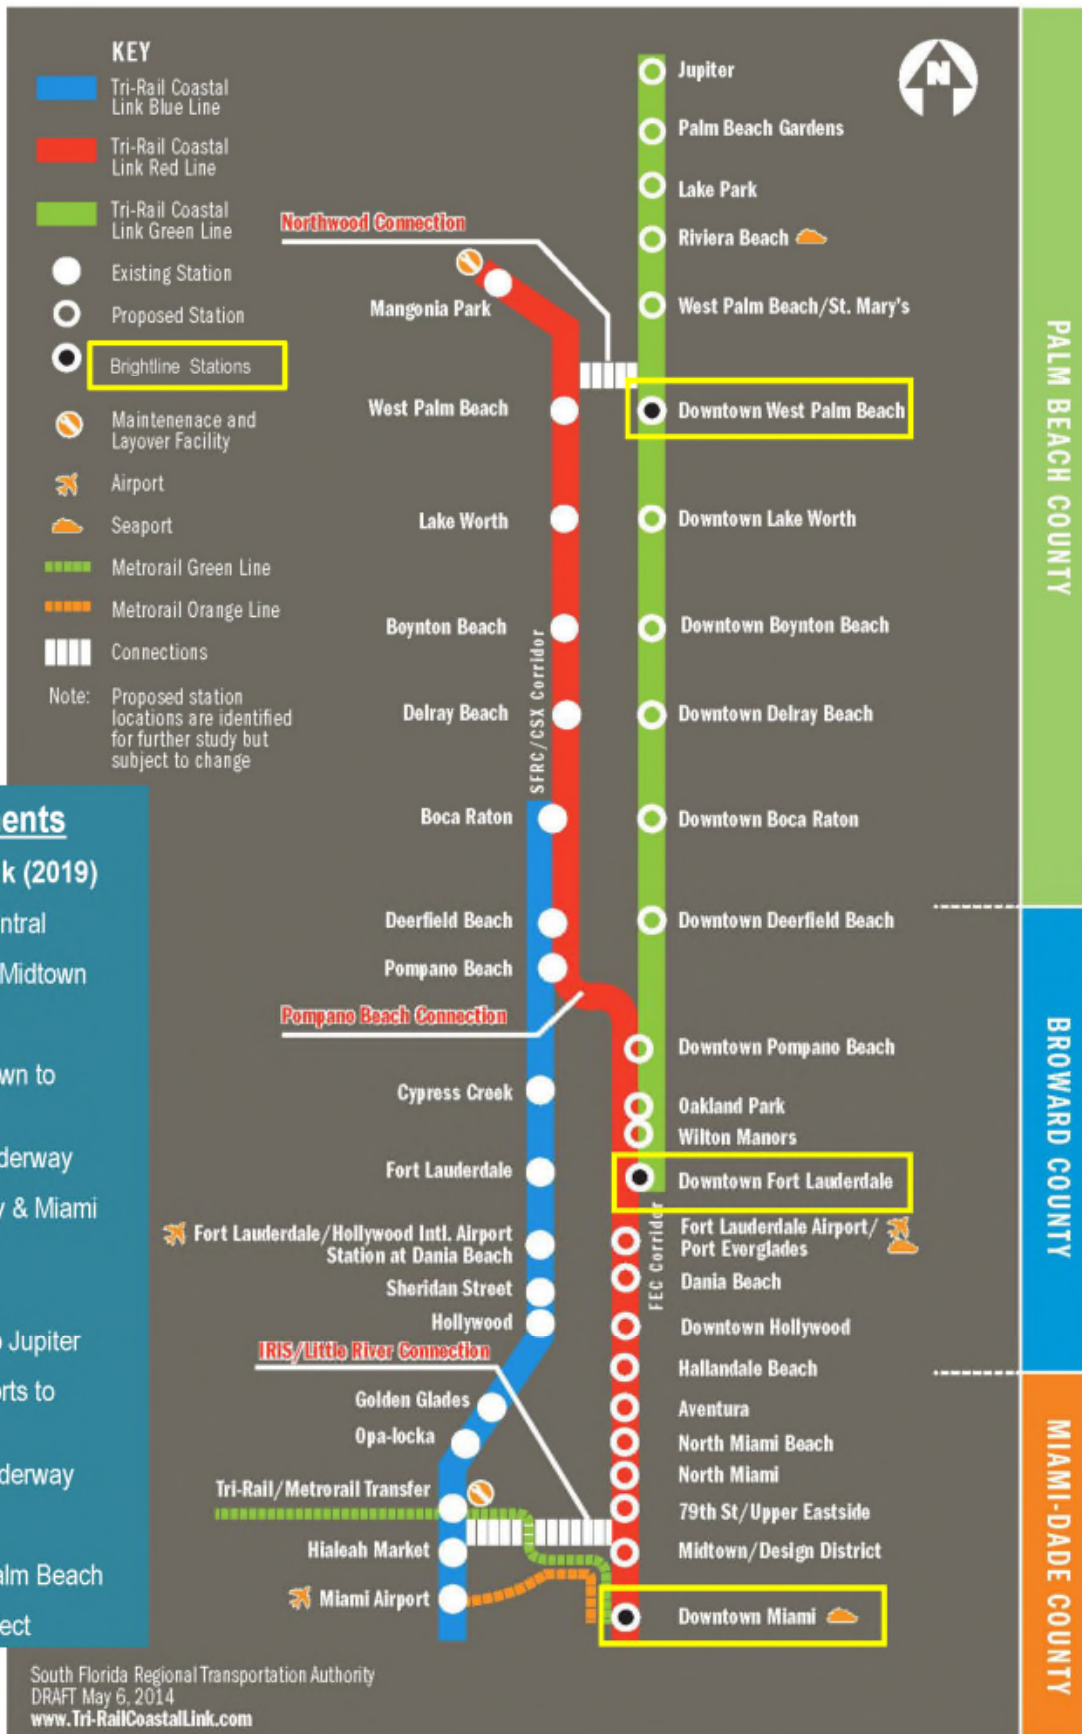 KEY
Tri-Rail Coastal
Link Blue Line
Tri-Rail Coastal
Link Red Line
Tri-Rail Coastal
Link Green Line
Existing Station
Proposed Station
Brightline Stations
Maintenenace and
Layover Facility
Airport
Seaport
Metrorail Green Line
Metrorail Orange Line
Connections
Note: Proposed station
locations are identified
for further study but
subject to change
N
Northwood Connection
Mangonia Park
West Palm Beach
Lake Worth
Boynton Beach
Delray Beach
SFRC/CSX Corridor
Boca Raton
Deerfield Beach
Pompano Beach
Pompano Beach Connection
Cypress Creek
Fort Lauderdale
Fort Lauderdale/Hollywood Intl. Airport
Station at Dania Beach
Sheridan Street
Hollywood
IRIS/Little River Connection
Golden Glades
Opa-locka
Tri-Rail/Metrorail Transfer
Hialeah Market
Miami Airport
Jupiter
Palm Beach Gardens
Lake Park
Riviera Beach
West Palm Beach/St. Mary's
Downtown West Palm Beach
Downtown Lake Worth
Downtown Boynton Beach
Downtown Delray Beach
Downtown Boca Raton
Downtown Deerfield Beach
Downtown Pompano Beach
Oakland Park
Wilton Manors
Downtown Fort Lauderdale
FEC Corridor
Fort Lauderdale Airport/
Port Everglades
Dania Beach
Downtown Hollywood
Hallandale Beach
Aventura
North Miami Beach
North Miami
79th St/Upper Eastside
Midtown/Design District
Downtown Miami
PALM BEACH COUNTY
BROWARD COUNTY
MIAMI-DADE COUNTY
ents
k (2019)
ntral
Midtown
wn to
derway
y & Miami
o Jupiter
orts to
derway
alm Beach
ect
South Florida Regional Transportation Authority
DRAFT May 6, 2014
www.Tri-RailCoastalLink.com